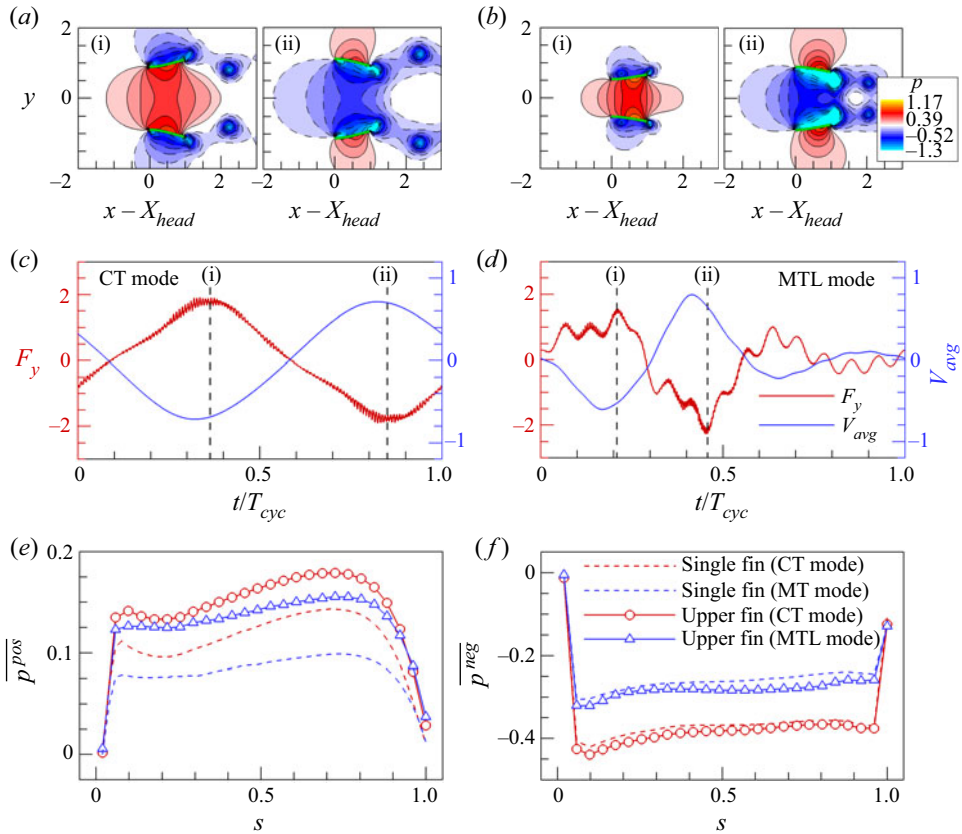 (a)
(b)
2
(i)
(ii)
(i)
(ii)
y
0
p
1.17
0.39
−0.52
−1.3
−2
0
2
0
2
−2
0
2
0
2
x − X_head
x − X_head
x − X_head
x − X_head
(c)
(d)
CT mode
(i)
(ii)
(i)
(ii)
MTL mode
2
1
2
1
F_y
0
0
0
0
V_avg
F_y
V_avg
−2
−1
−2
−1
0
0.5
1.0
0
0.5
1.0
t/T_cyc
t/T_cyc
(e)
(f)
0.2
0
Single fin (CT mode)
Single fin (MT mode)
Upper fin (CT mode)
Upper fin (MTL mode)
p^pos
0.1
p^neg
−0.2
0
−0.4
0
0.5
1.0
0
0.5
1.0
s
s